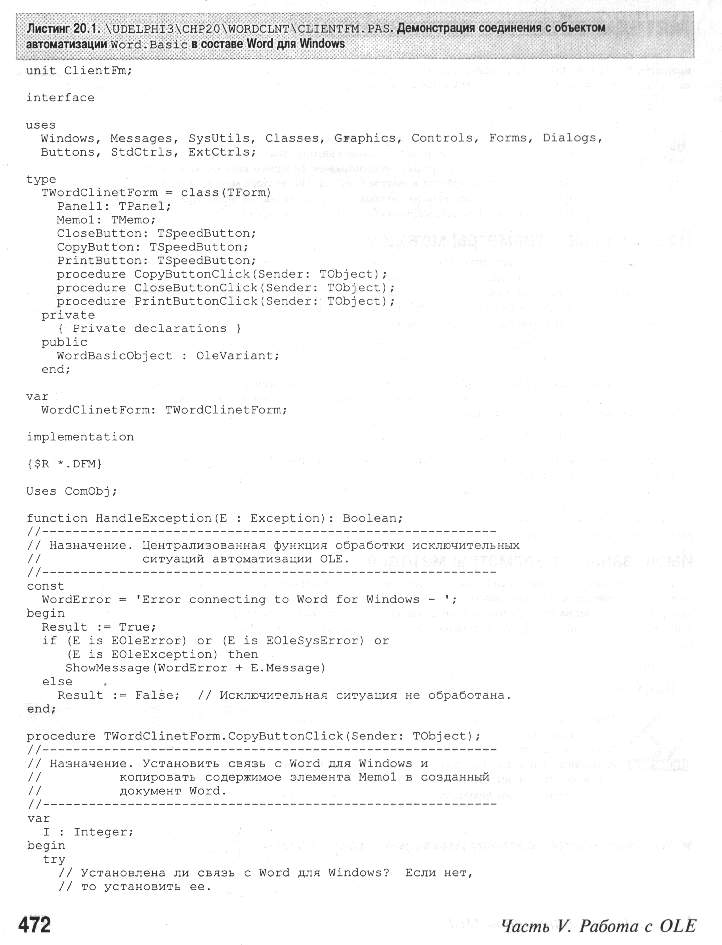 Листинг 20.1. \UDELPHI3\CHP20\WORDCLNT\CLIENTFM.PAS. Демонстрация соединения с объектом
автоматизации Word.Basic в составе Word для Windows
unit ClientFm;
interface
uses
Windows, Messages, SysUtils, Classes, Graphics, Controls, Forms, Dialogs,
Buttons, StdCtrls, ExtCtrls;
type
TWordClinetForm = class(TForm)
Panel1: TPanel;
Memo1: TMemo;
CloseButton: TSpeedButton;
CopyButton: TSpeedButton;
PrintButton: TSpeedButton;
procedure CopyButtonClick(Sender: TObject);
procedure CloseButtonClick(Sender: TObject);
procedure PrintButtonClick(Sender: TObject);
private
{ Private declarations }
public
WordBasicObject : OleVariant;
end;
var
WordClinetForm: TWordClinetForm;
implementation
{$R *.DFM}
Uses ComObj;
function HandleException(E : Exception): Boolean;
//----------------------------------------------------------
// Назначение. Централизованная функция обработки исключительных
// ситуаций автоматизации OLE.
//----------------------------------------------------------
const
WordError = 'Error connecting to Word for Windows - ';
begin
Result := True;
if (E is EOleError) or (E is EOleSysError) or
(E is EOleException) then
ShowMessage(WordError + E.Message)
else
Result := False; // Исключительная ситуация не обработана.
end;
procedure TWordClinetForm.CopyButtonClick(Sender: TObject);
//----------------------------------------------------------
// Назначение. Установить связь с Word для Windows и
// копировать содержимое элемента Memo1 в созданный
// документ Word.
//----------------------------------------------------------
var
I : Integer;
begin
try
// Установлена ли связь с Word для Windows? Если нет,
// то установить ее.
472 Часть V. Работа с OLE